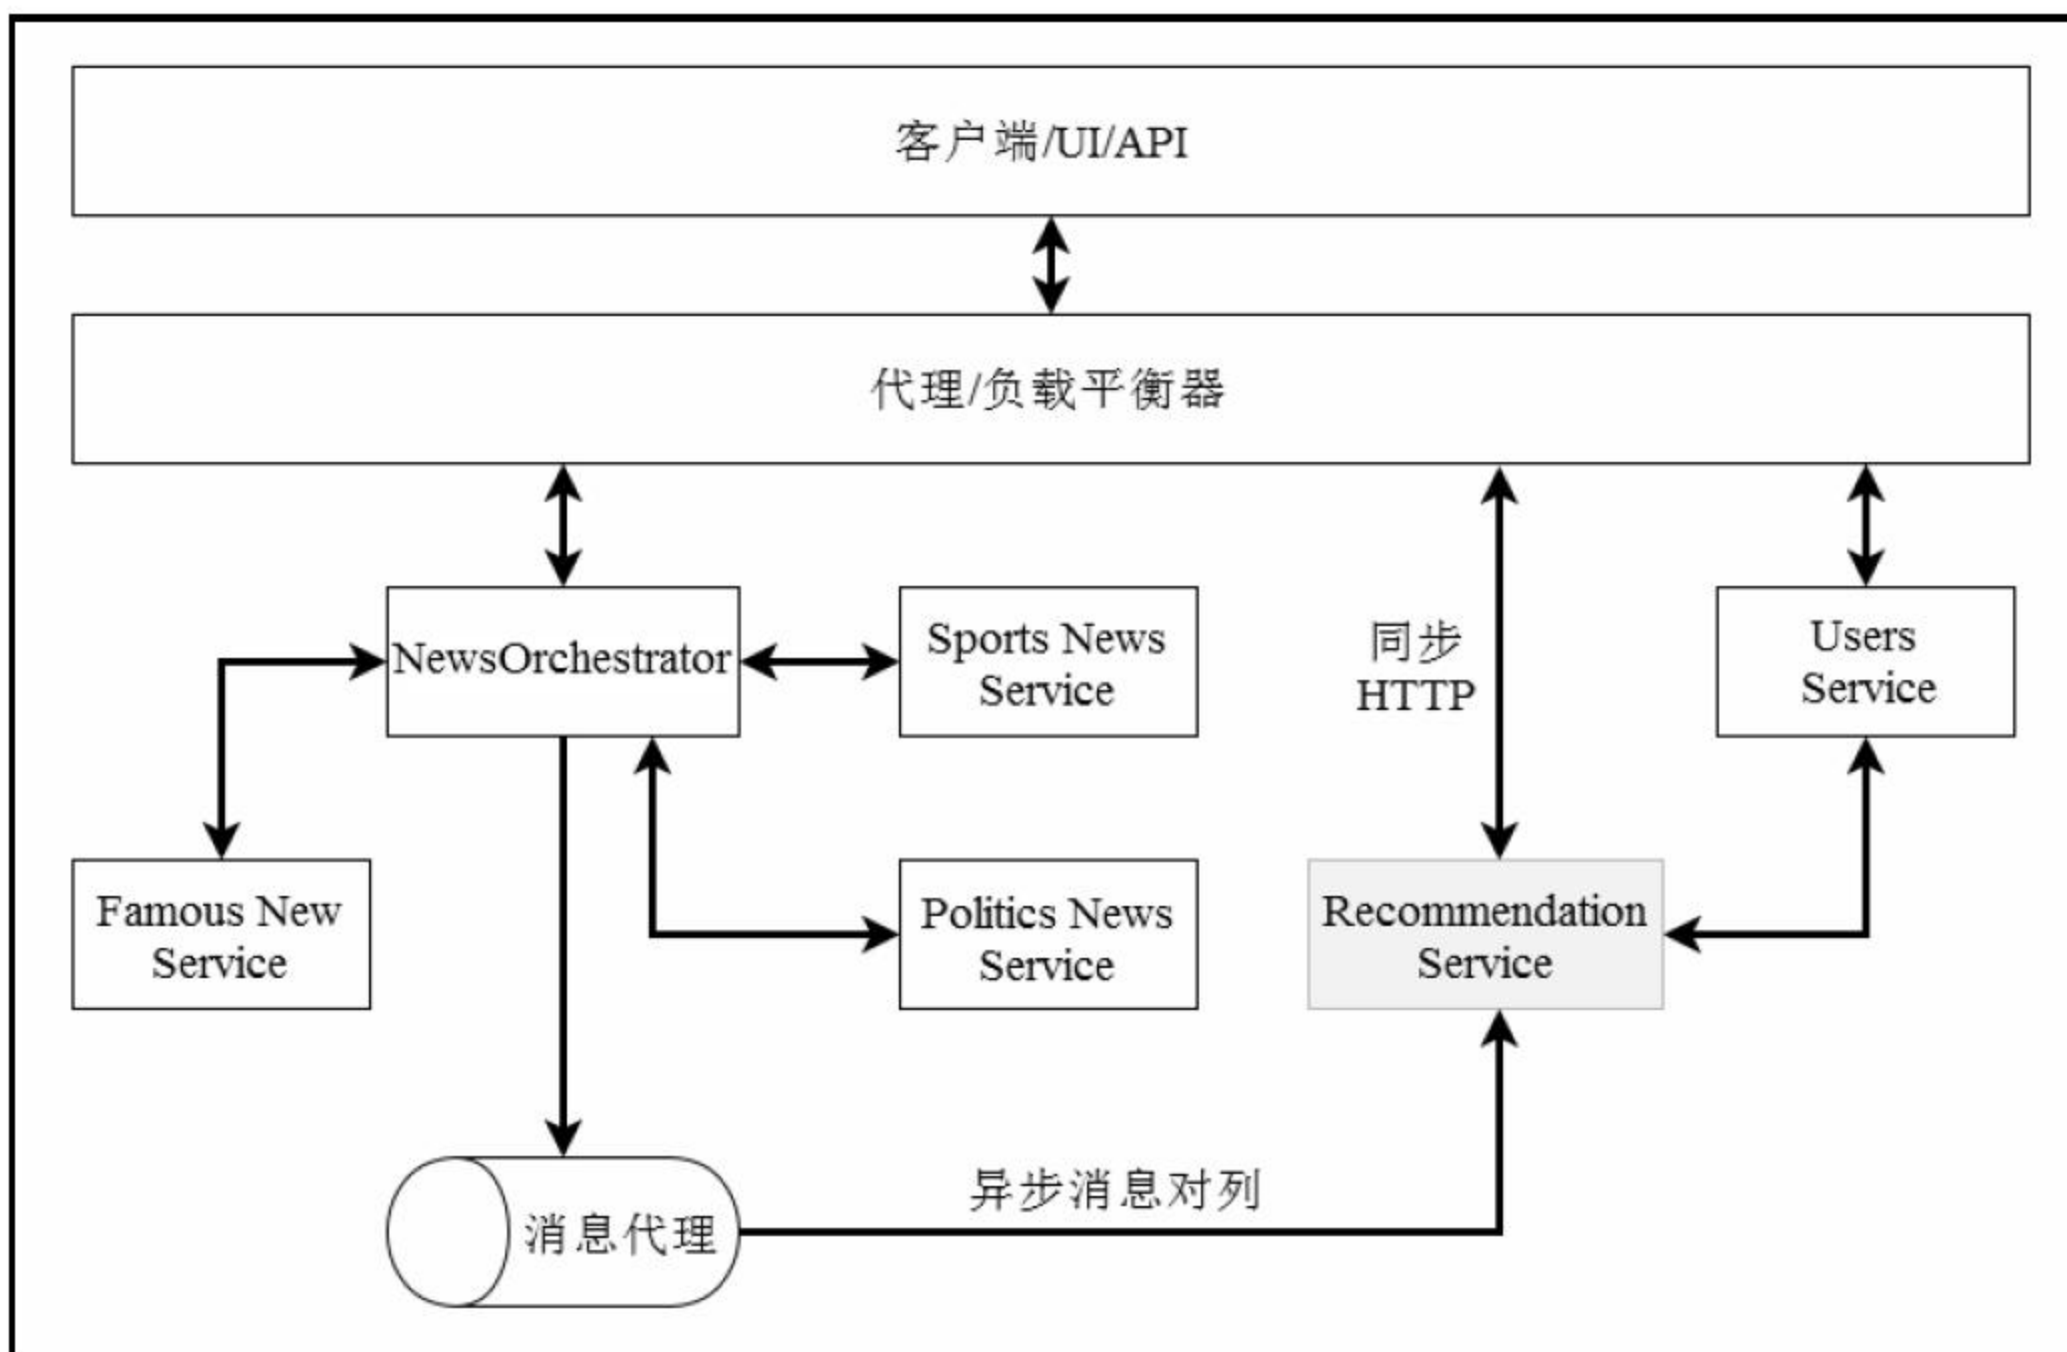 客户端/UI/API
代理/负载平衡器
NewsOrchestrator
Sports News
Service
同步
HTTP
Users
Service
Famous New
Service
Politics News
Service
Recommendation
Service
异步消息对列
消息代理